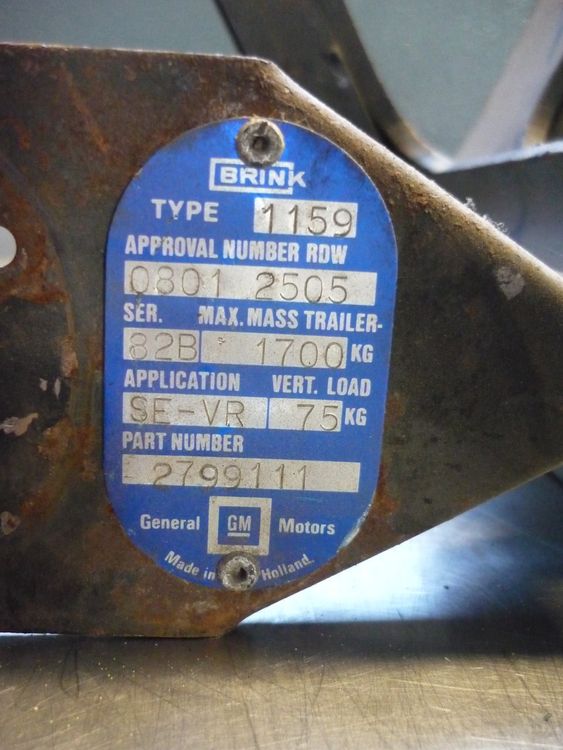 BRINK
TYPE 1159
APPROVAL NUMBER RDW
0801 2505
SER. MAX. MASS TRAILER-
82B 1700 KG
APPLICATION VERT. LOAD
SE-VR 75 KG
PART NUMBER
2799111
General GM Motors
Made in Holland.